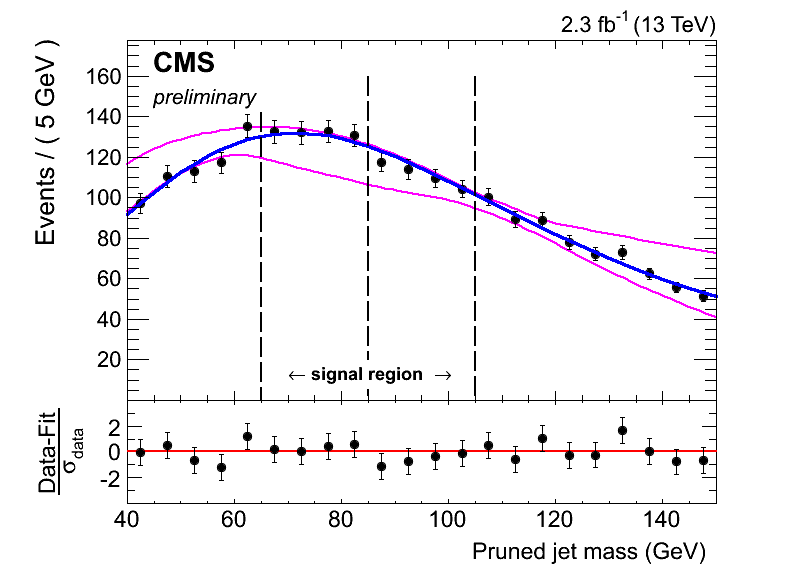 2.3 fb-1 (13 TeV)
CMS
preliminary
Events / ( 5 GeV )
160
140
120
100
80
60
40
20
← signal region →
Data-Fit
σdata
2
0
-2
40 60 80 100 120 140
Pruned jet mass (GeV)